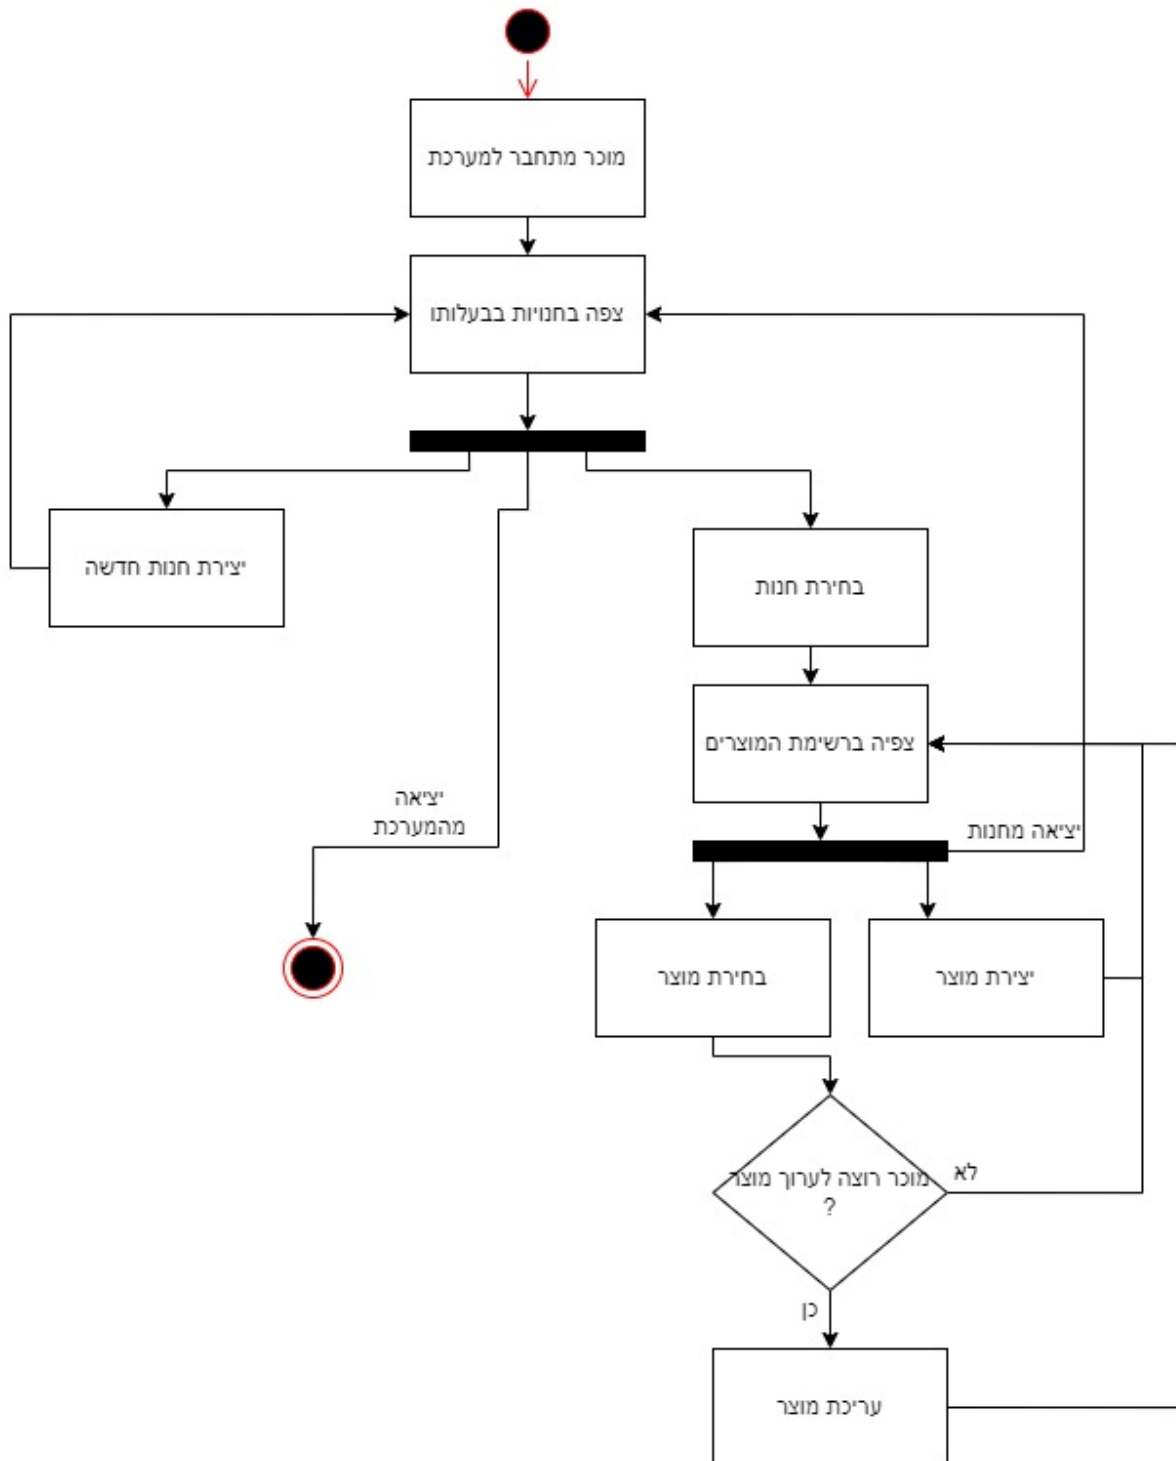 מוכר מתחבר למערכת
צפה בחנויות בבעלותו
יצירת חנות חדשה
בחירת חנות
צפיה ברשימת המוצרים
יציאה
מהמערכת
יציאה מחנות
בחירת מוצר
יצירת מוצר
מוכר רוצה לערוך מוצר
?
לא
כן
עריכת מוצר